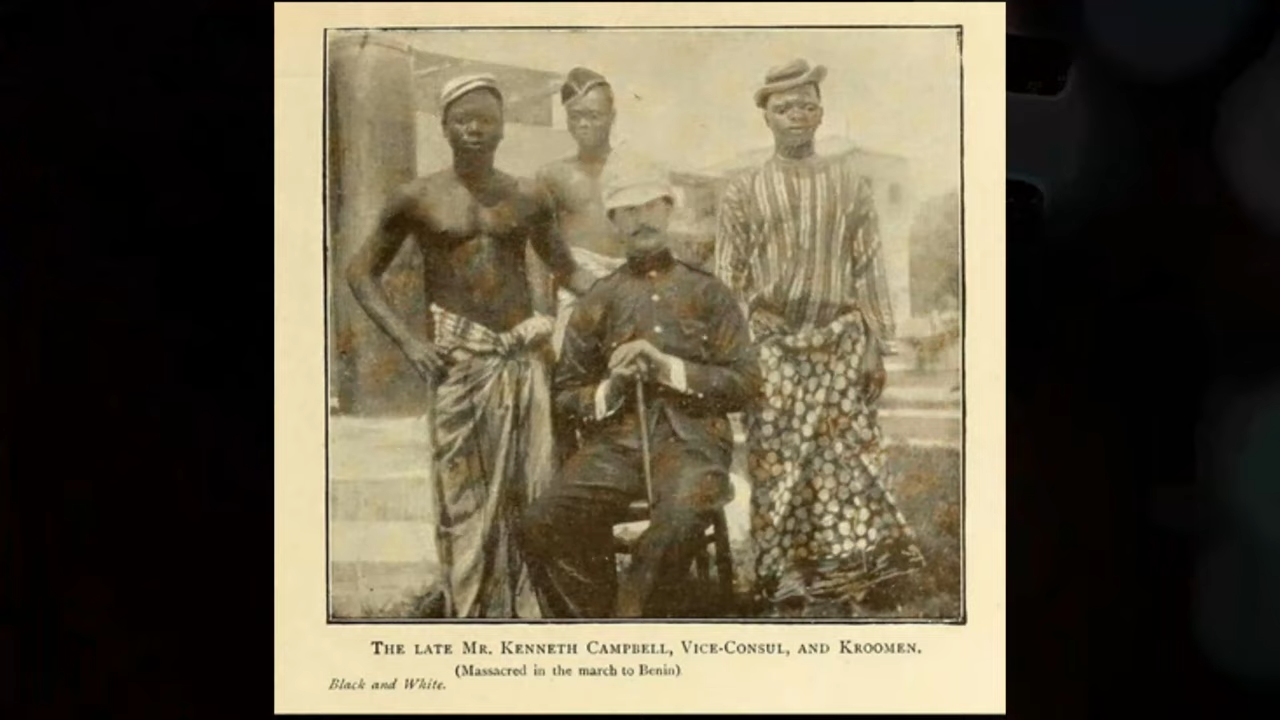 The late Mr. Kenneth Campbell, Vice-Consul, and Kroomen.
(Massacred in the march to Benin)
Black and White.